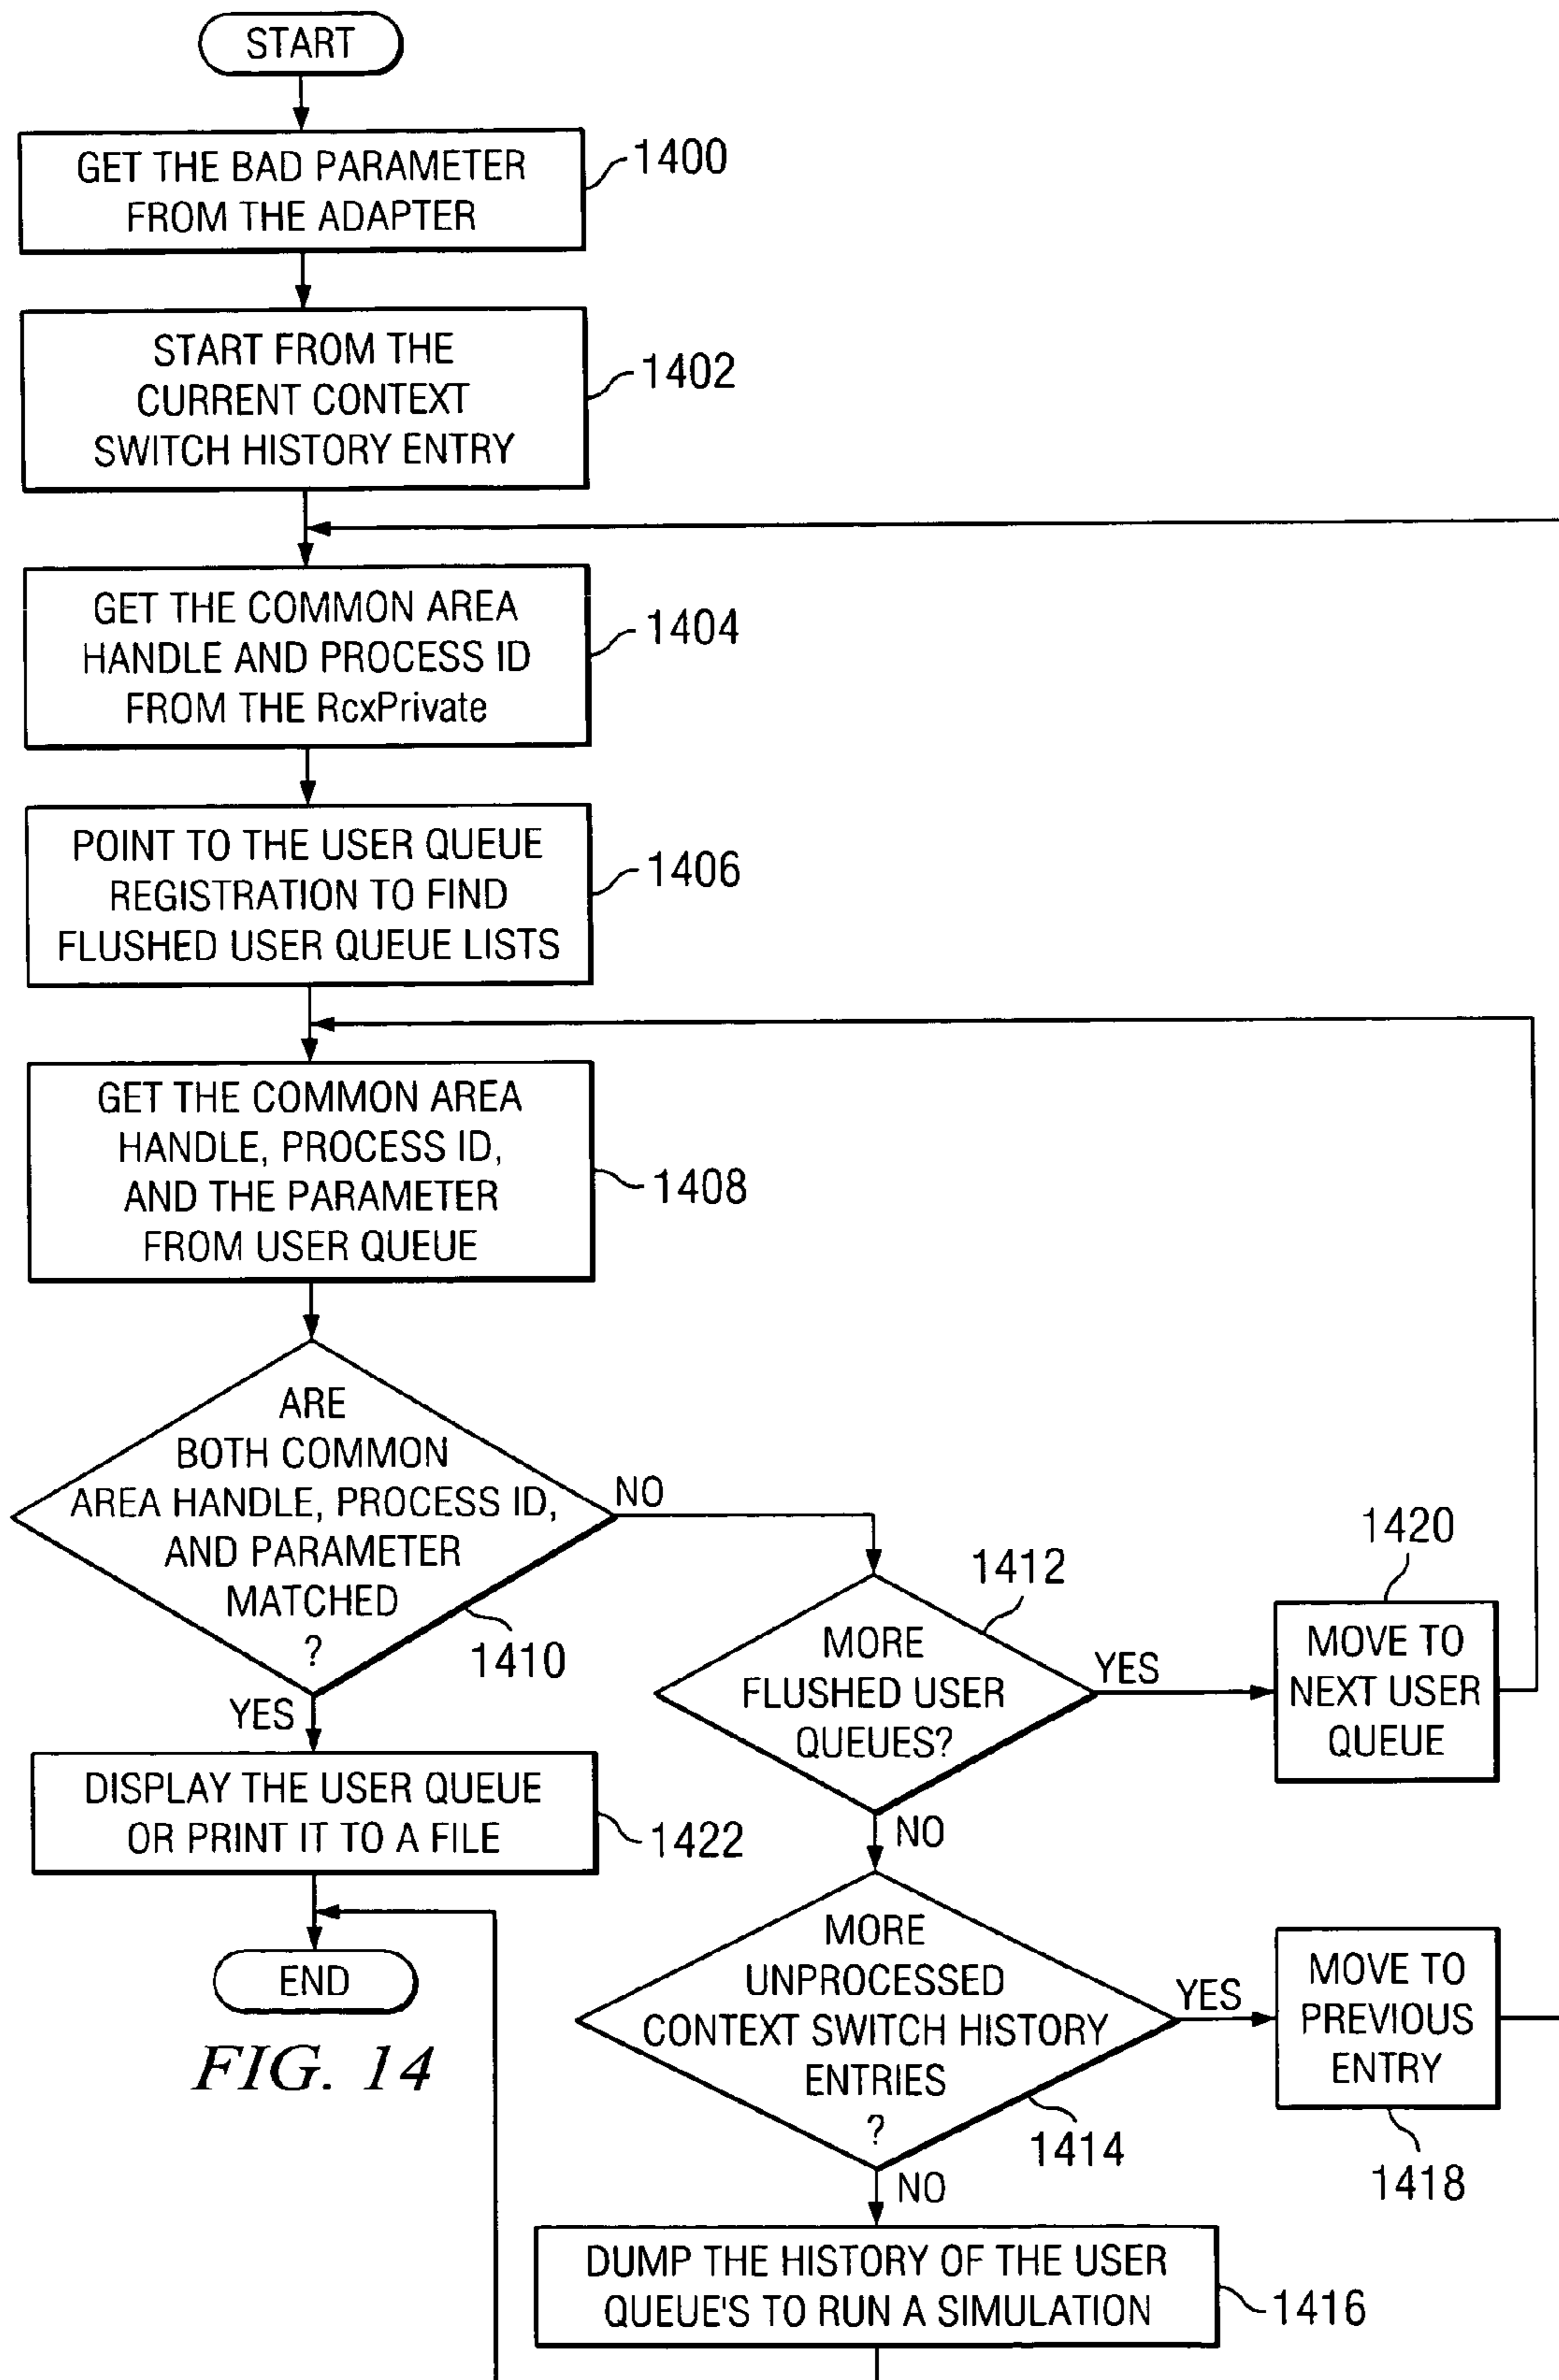 START
GET THE BAD PARAMETER
FROM THE ADAPTER
1400
START FROM THE
CURRENT CONTEXT
SWITCH HISTORY ENTRY
1402
GET THE COMMON AREA
HANDLE AND PROCESS ID
FROM THE RcxPrivate
1404
POINT TO THE USER QUEUE
REGISTRATION TO FIND
FLUSHED USER QUEUE LISTS
1406
GET THE COMMON AREA
HANDLE, PROCESS ID,
AND THE PARAMETER
FROM USER QUEUE
1408
ARE
BOTH COMMON
AREA HANDLE, PROCESS ID,
AND PARAMETER
MATCHED
?
1410
NO
YES
MORE
FLUSHED USER
QUEUES?
1412
YES
NO
MOVE TO
NEXT USER
QUEUE
1420
DISPLAY THE USER QUEUE
OR PRINT IT TO A FILE
1422
END
MORE
UNPROCESSED
CONTEXT SWITCH HISTORY
ENTRIES
?
1414
YES
NO
MOVE TO
PREVIOUS
ENTRY
1418
DUMP THE HISTORY OF THE USER
QUEUE'S TO RUN A SIMULATION
1416
FIG. 14